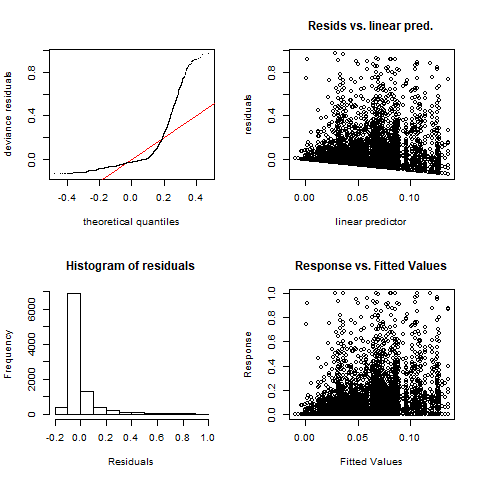 deviance residuals
0.0 0.4 0.8
-0.4 -0.2 0.0 0.2 0.4
theoretical quantiles
Resids vs. linear pred.
residuals
0.0 0.4 0.8
0.00 0.05 0.10
linear predictor
Histogram of residuals
Frequency
0 2000 4000 6000
-0.2 0.0 0.2 0.4 0.6 0.8 1.0
Residuals
Response vs. Fitted Values
Response
0.0 0.2 0.4 0.6 0.8 1.0
0.00 0.05 0.10
Fitted Values